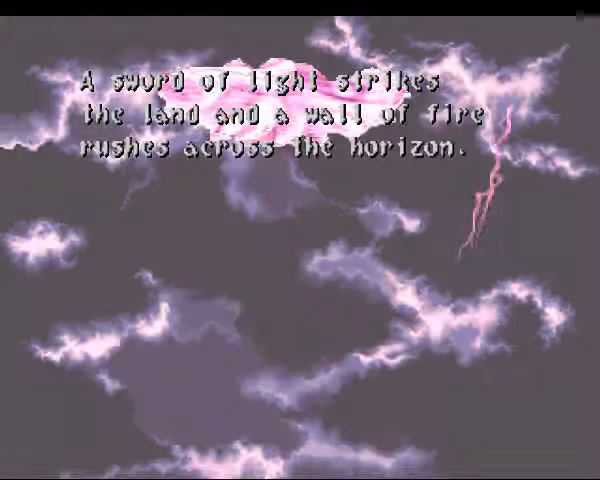 A sword of light strikes
the land and a wall of fire
rushes across the horizon.